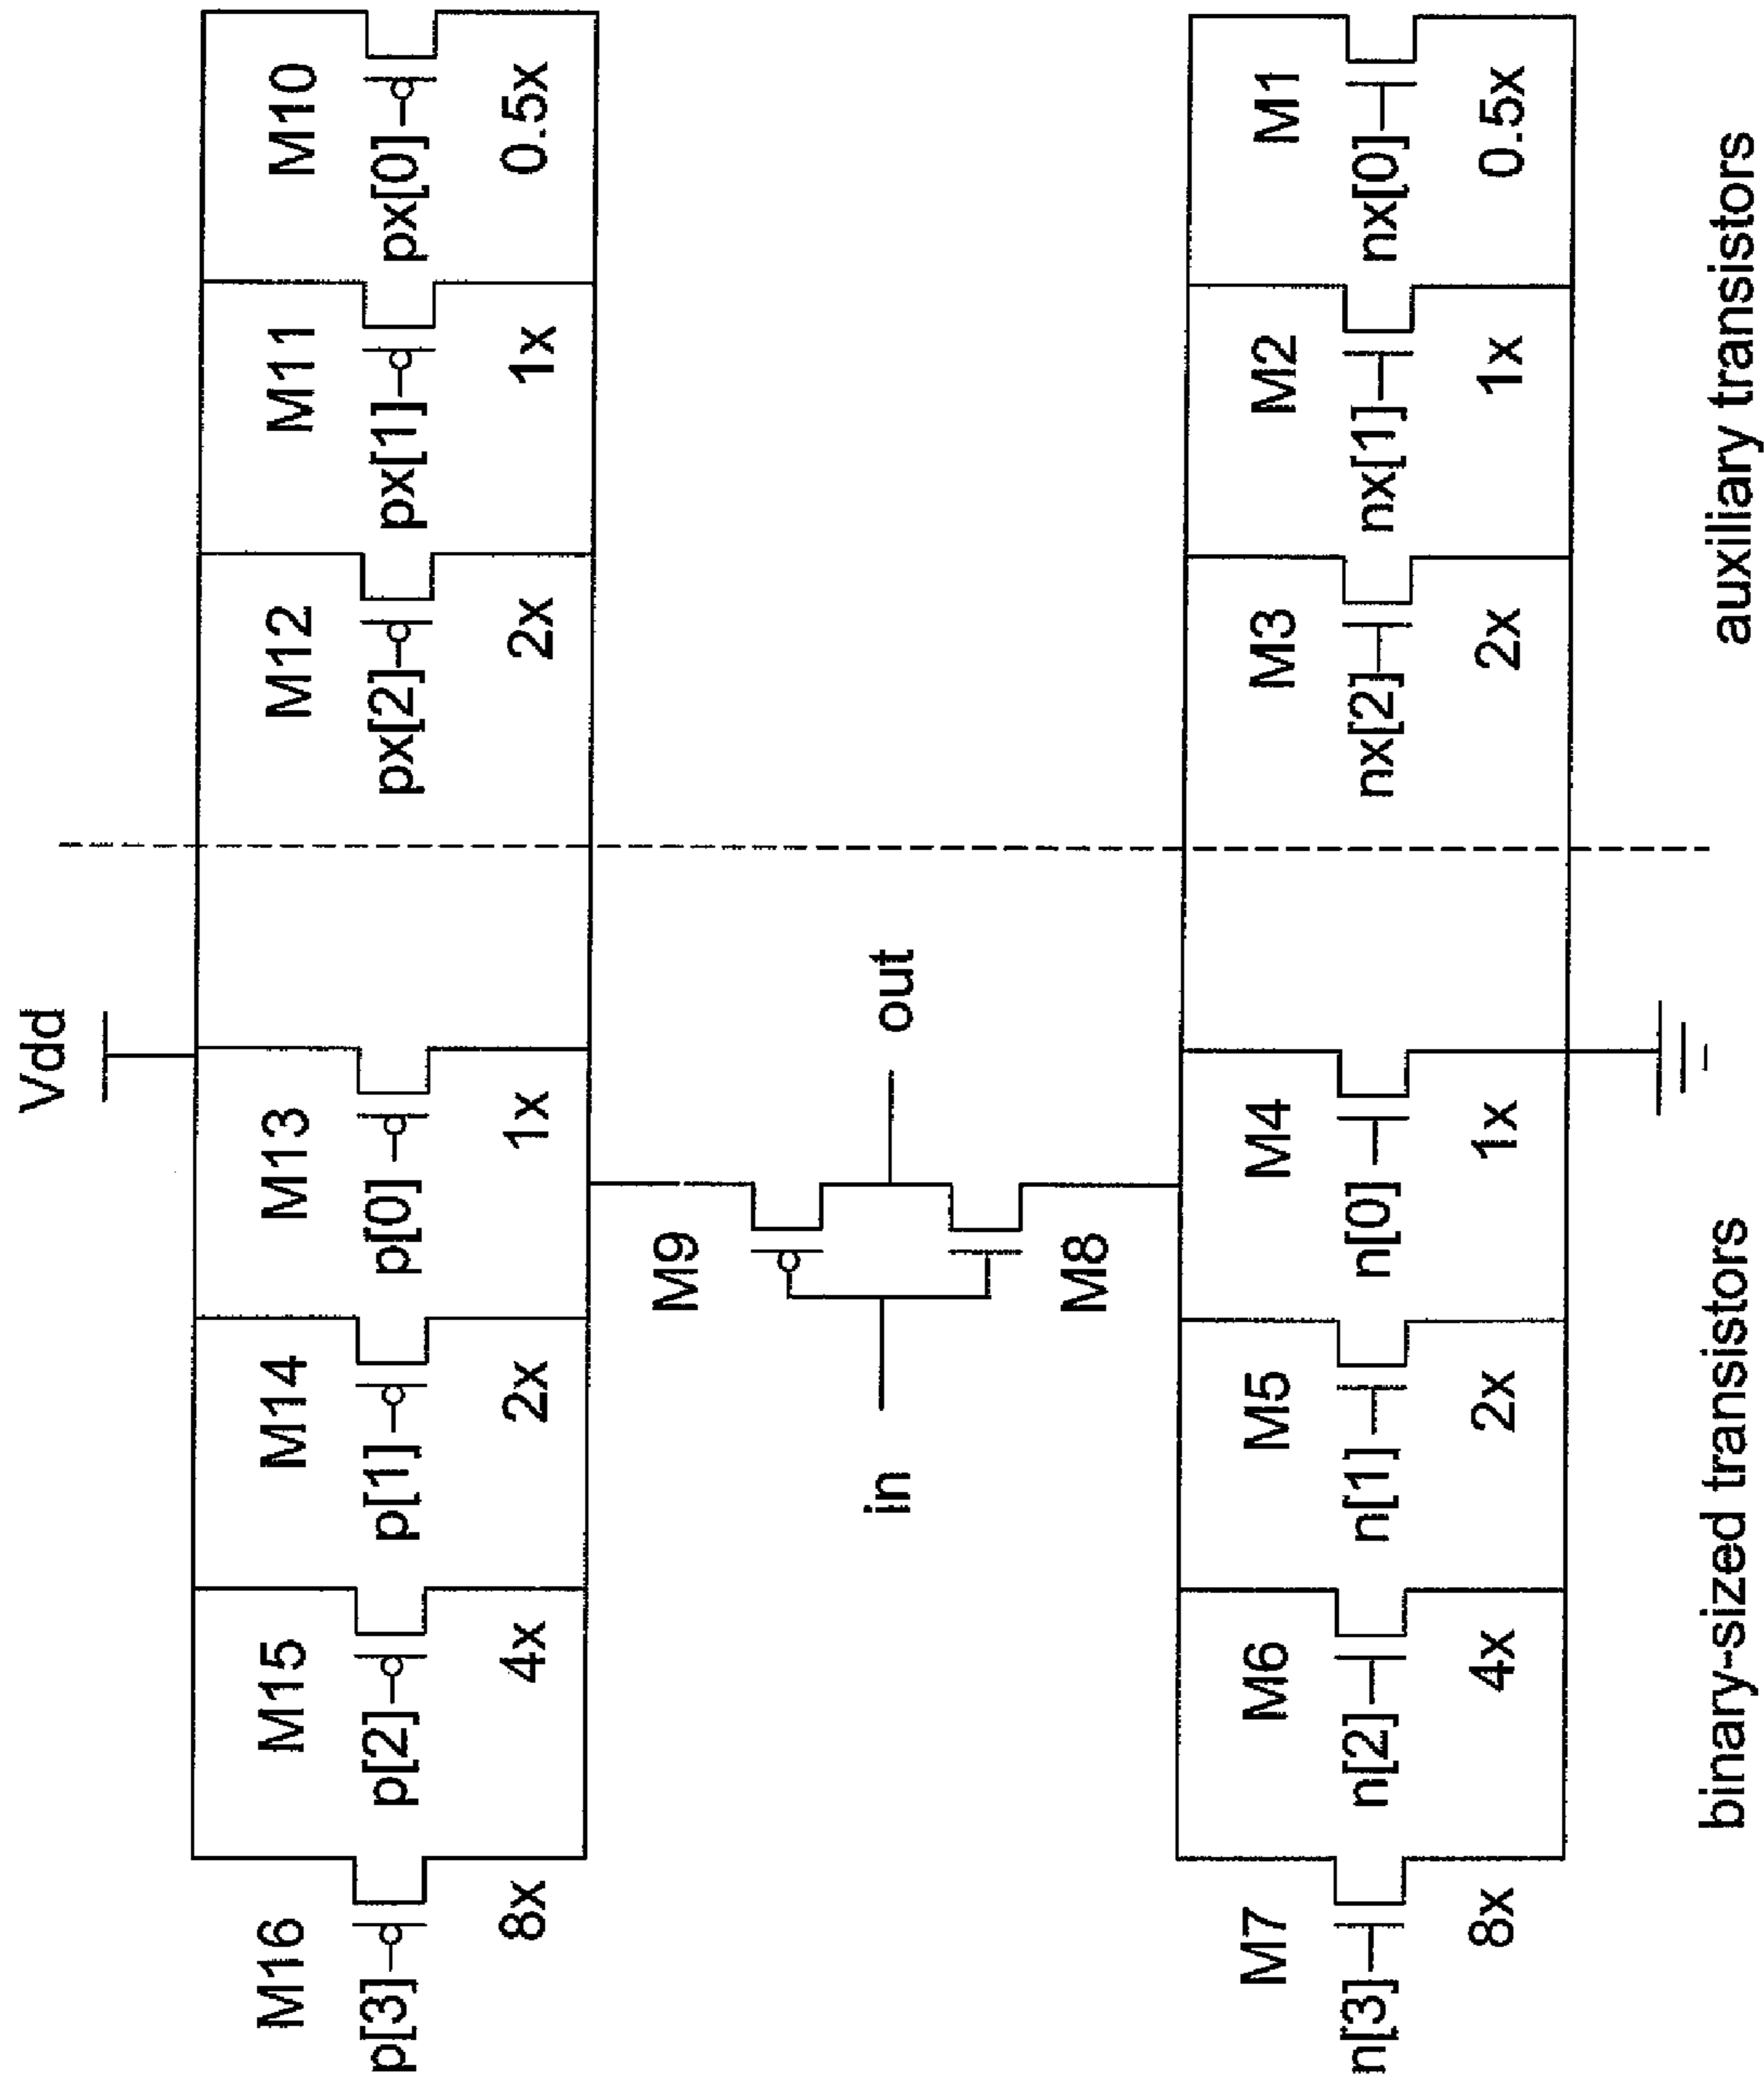 Vdd
M16
M15
M14
M13
M12
M11
M10
p[3]
p[2]
p[1]
p[0]
px[2]
px[1]
px[0]
8x
4x
2x
1x
2x
1x
0.5x
M9
in
out
M8
M7
M6
M5
M4
M3
M2
M1
n[3]
n[2]
n[1]
n[0]
nx[2]
nx[1]
nx[0]
8x
4x
2x
1x
2x
1x
0.5x
binary-sized transistors
auxiliary transistors